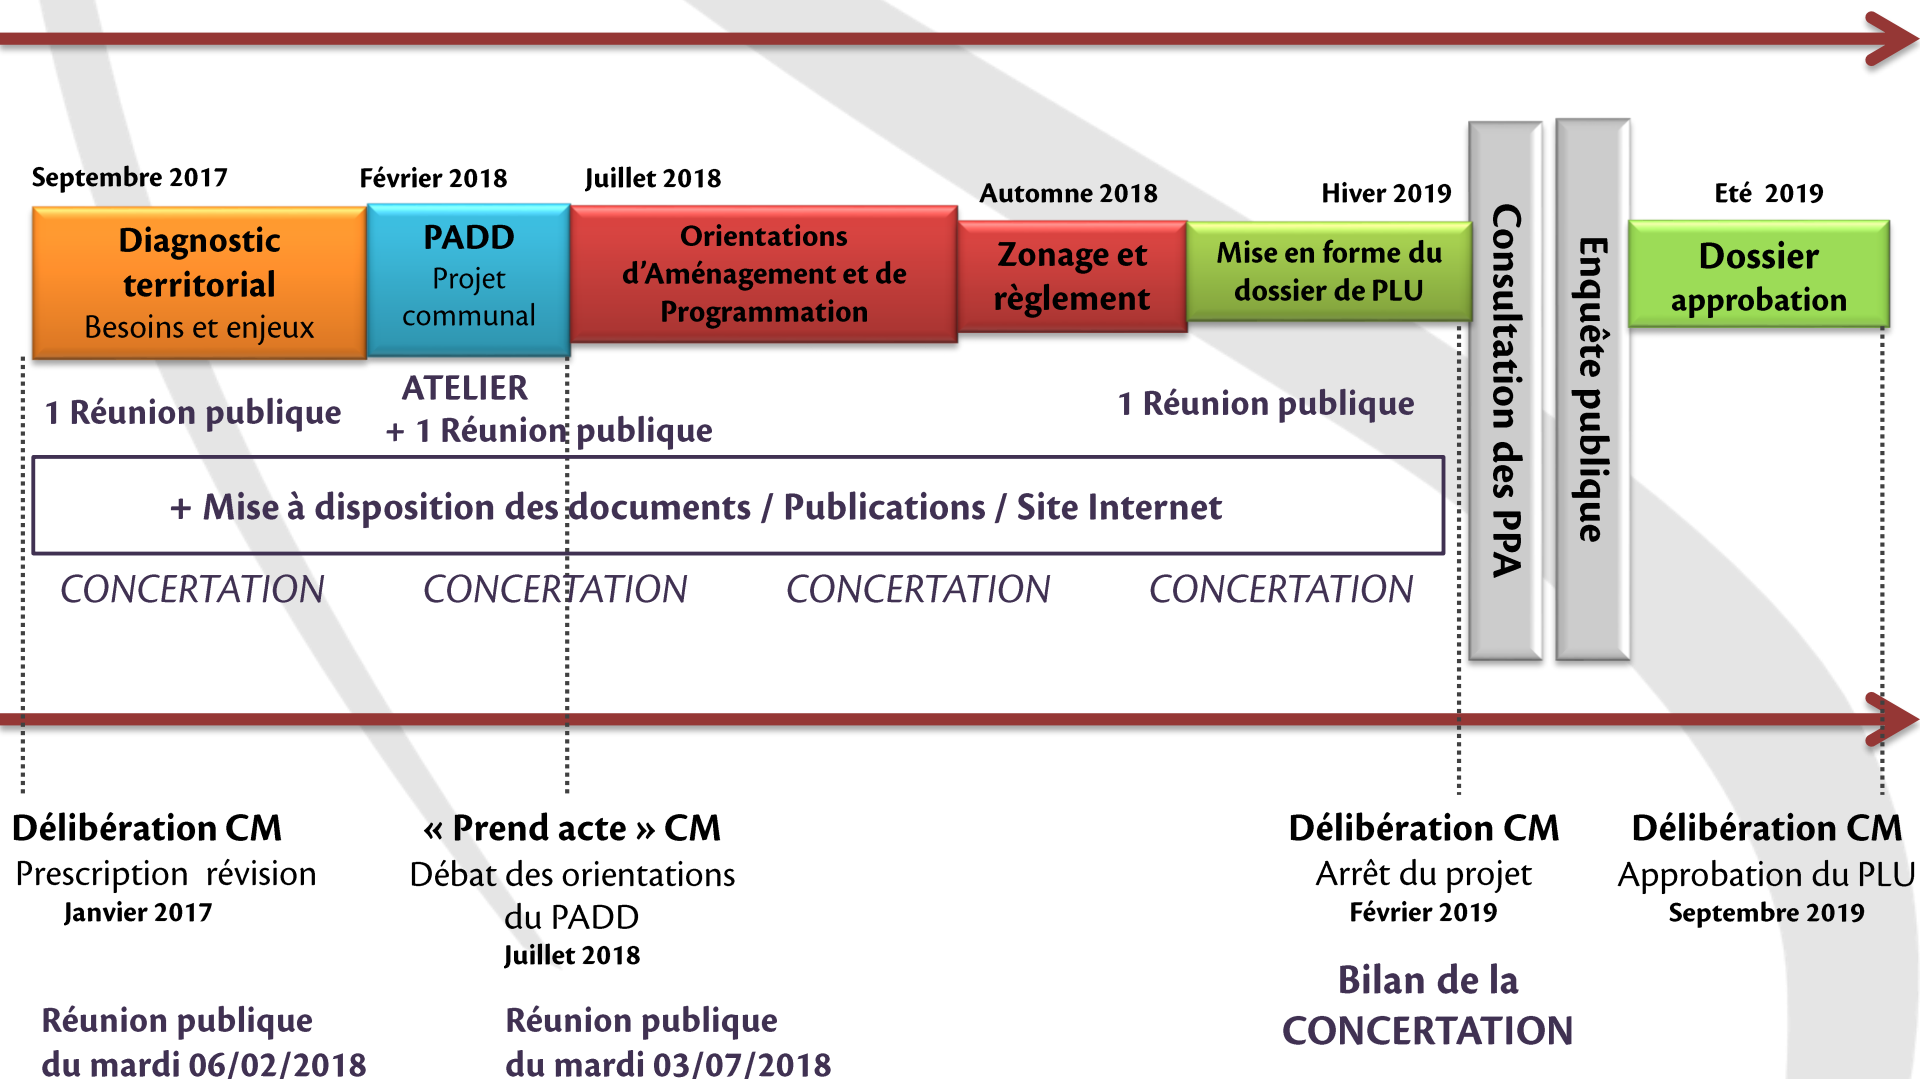 Septembre 2017
Février 2018
Juillet 2018
Automne 2018
Hiver 2019
Eté 2019
Diagnostic
territorial
Besoins et enjeux
PADD
Projet
communal
Orientations
d'Aménagement et de
Programmation
Zonage et
règlement
Mise en forme du
dossier de PLU
Consultation des PPA
Enquête publique
Dossier
approbation
1 Réunion publique
ATELIER
+ 1 Réunion publique
1 Réunion publique
+ Mise à disposition des documents / Publications / Site Internet
CONCERTATION CONCERTATION CONCERTATION CONCERTATION
Délibération CM
Prescription révision
Janvier 2017
« Prend acte » CM
Débat des orientations
du PADD
Juillet 2018
Délibération CM
Arrêt du projet
Février 2019
Délibération CM
Approbation du PLU
Septembre 2019
Bilan de la
CONCERTATION
Réunion publique
du mardi 06/02/2018
Réunion publique
du mardi 03/07/2018